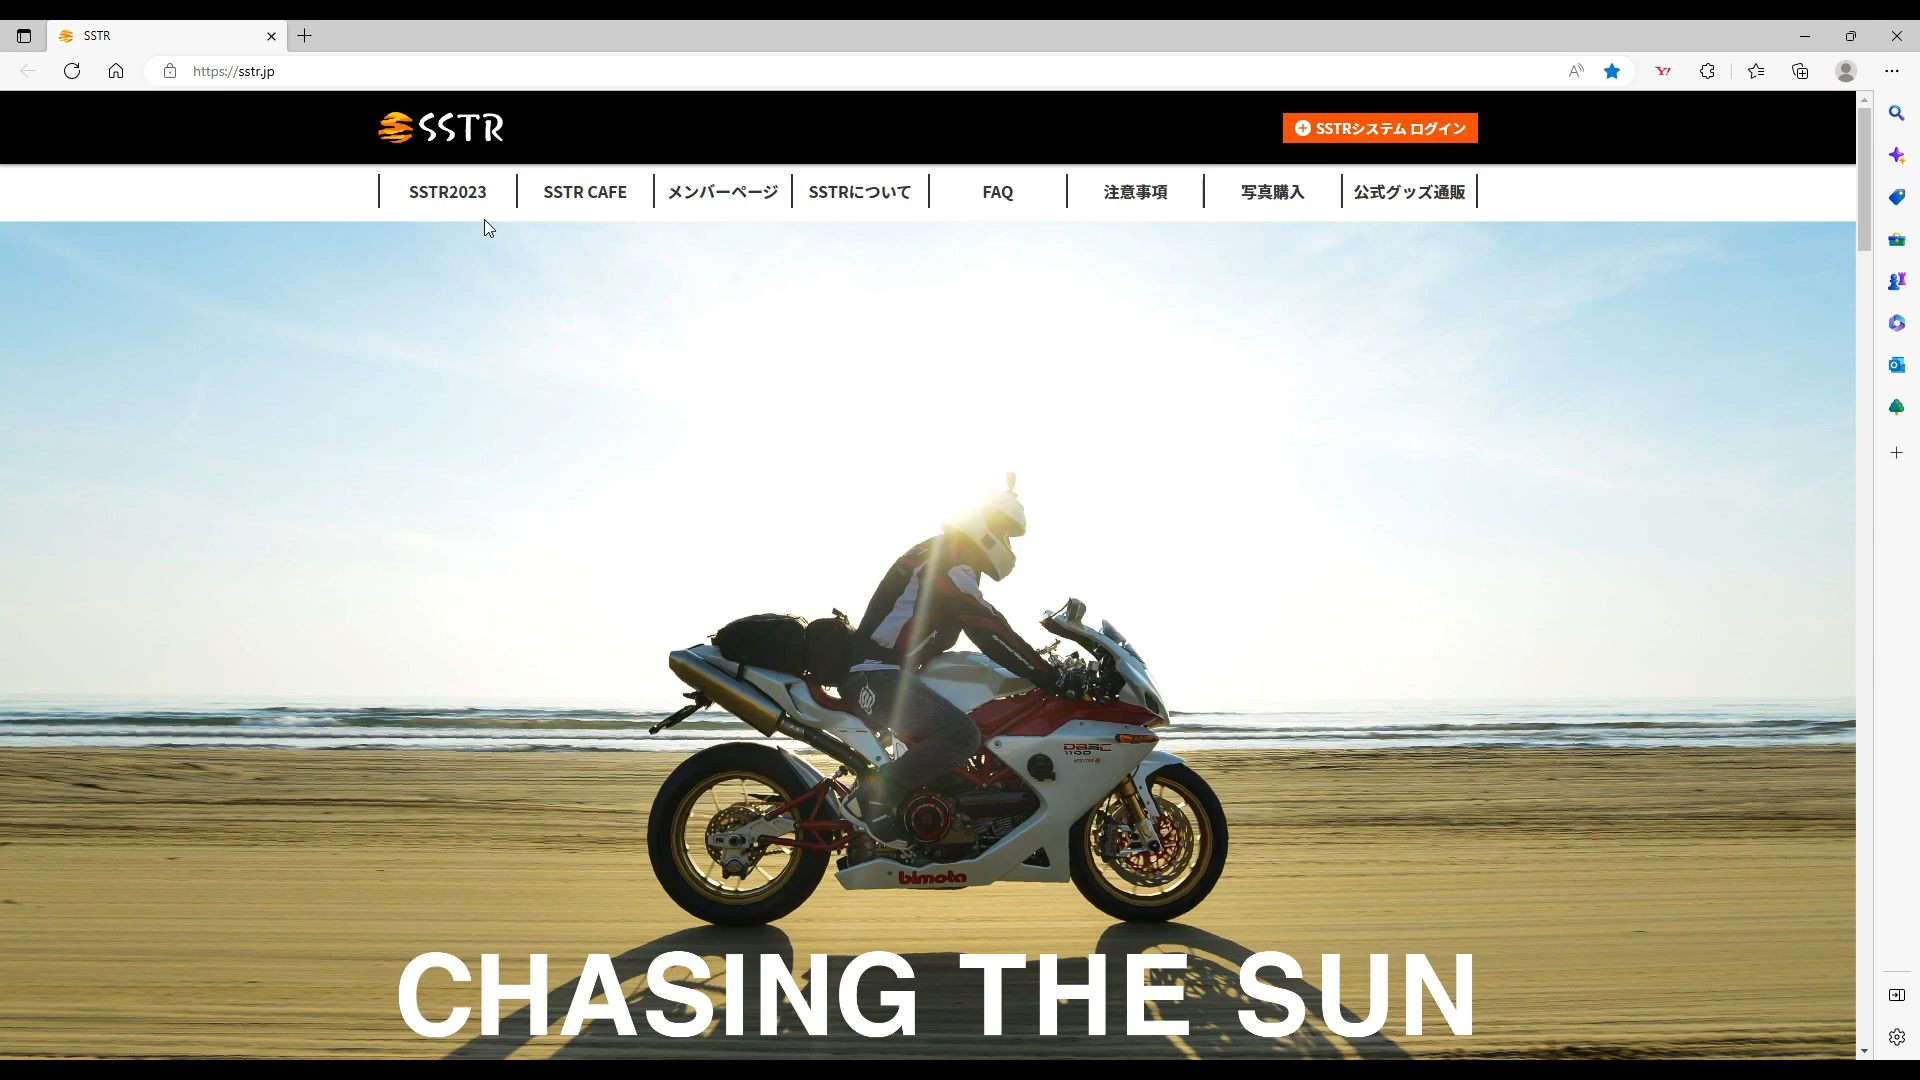 SSTR
https://sstr.jp
SSTR
SSTRシステム ログイン
SSTR2023
SSTR CAFE
メンバーページ
SSTRについて
FAQ
注意事項
写真購入
公式グッズ通販
bimota
CHASING THE SUN